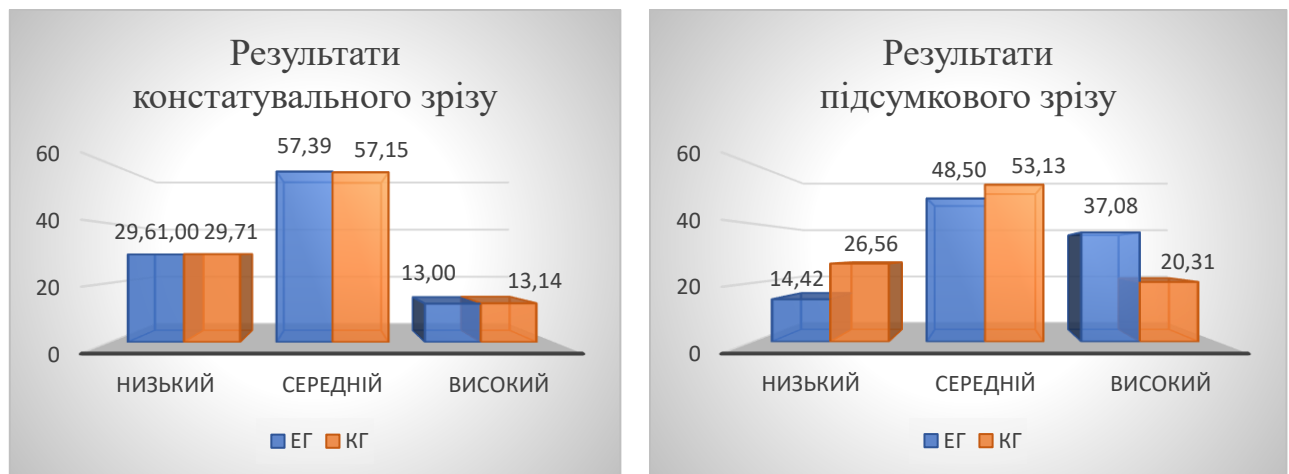 Результати
констатувального зрізу
60
40
20
0
29,61,00
29,71
57,39
57,15
13,00
13,14
НИЗЬКИЙ
СЕРЕДНІЙ
ВИСОКИЙ
ЕГ
КГ
Результати
підсумкового зрізу
60
40
20
0
14,42
26,56
48,50
53,13
37,08
20,31
НИЗЬКИЙ
СЕРЕДНІЙ
ВИСОКИЙ
ЕГ
КГ